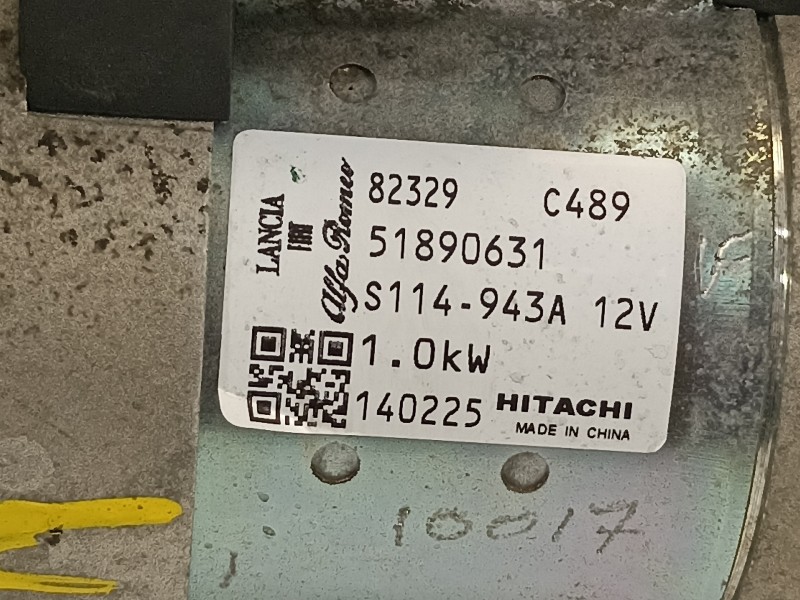 LANCIA
FIAT
Alfa Romeo
82329 C489
51890631
S114-943A 12V
1.0kW
140225 HITACHI
MADE IN CHINA
10017